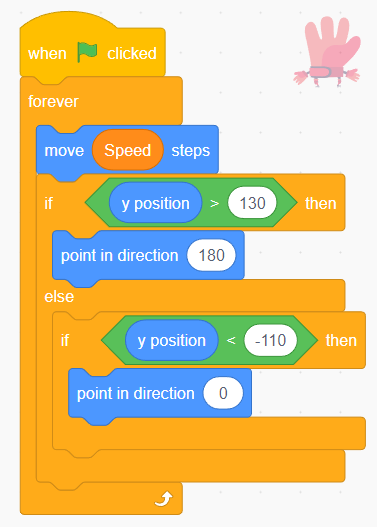 when clicked
forever
move Speed steps
if y position > 130 then
point in direction 180
else
if y position < -110 then
point in direction 0